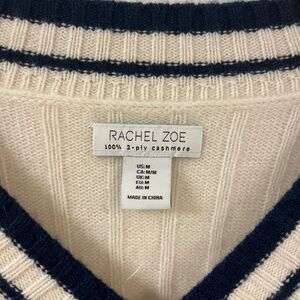 RACHEL ZOE
100% 2-ply cashmere
US:M
CA:M/M
UK:M
EU:M
AU:M
MADE IN CHINA